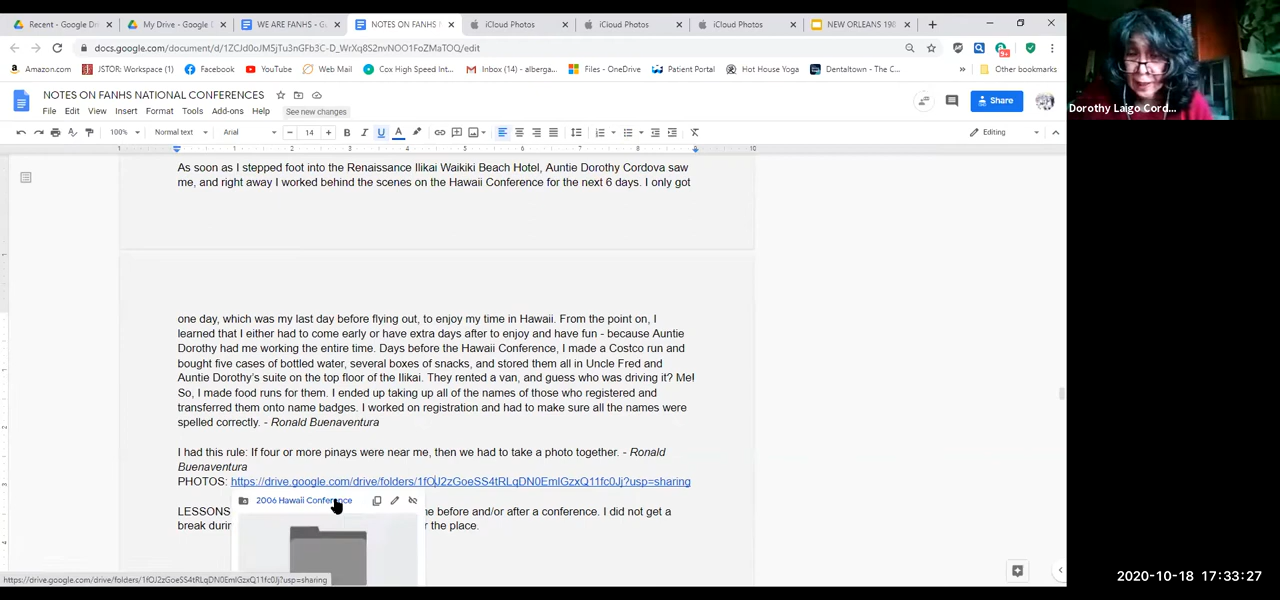 Recent - Google Dr
My Drive - Google D
WE ARE FANHS - G
NOTES ON FANHS N
iCloud Photos
iCloud Photos
iCloud Photos
NEW ORLEANS 198
docs.google.com/document/d/1ZCJd0oJM5jTu3nGFb3C-D_WrXq8S2nvNOO1FoZMaTOQ/edit
Amazon.com
JSTOR: Workspace (1)
Facebook
YouTube
Web Mail
Cox High Speed Int...
Inbox (14) - alberga...
Files - OneDrive
Patient Portal
Hot House Yoga
Dentaltown - The C...
Other bookmarks
NOTES ON FANHS NATIONAL CONFERENCES
File Edit View Insert Format Tools Add-ons Help See new changes
Share
100% Normal text Arial 14 Editing
1 1 2 3 4 5 6 7 8 9 10
As soon as I stepped foot into the Renaissance Ilikai Waikiki Beach Hotel, Auntie Dorothy Cordova saw
me, and right away I worked behind the scenes on the Hawaii Conference for the next 6 days. I only got
one day, which was my last day before flying out, to enjoy my time in Hawaii. From the point on, I
learned that I either had to come early or have extra days after to enjoy and have fun - because Auntie
Dorothy had me working the entire time. Days before the Hawaii Conference, I made a Costco run and
bought five cases of bottled water, several boxes of snacks, and stored them all in Uncle Fred and
Auntie Dorothy's suite on the top floor of the Ilikai. They rented a van, and guess who was driving it? Me!
So, I made food runs for them. I ended up taking up all of the names of those who registered and
transferred them onto name badges. I worked on registration and had to make sure all the names were
spelled correctly. - Ronald Buenaventura
I had this rule: If four or more pinays were near me, then we had to take a photo together. - Ronald
Buenaventura
PHOTOS: https://drive.google.com/drive/folders/1fOJ2zGoeSS4tRLqDN0EmlGzxQ11fc0Jj?usp=sharing
2006 Hawaii Conference
LESSONS e before and/or after a conference. I did not get a
break durin r the place.
https://drive.google.com/drive/folders/1fOJ2zGoeSS4tRLqDN0EmlGzxQ11fc0Jj?usp=sharing
Dorothy Laigo Cord...
2020-10-18 17:33:27